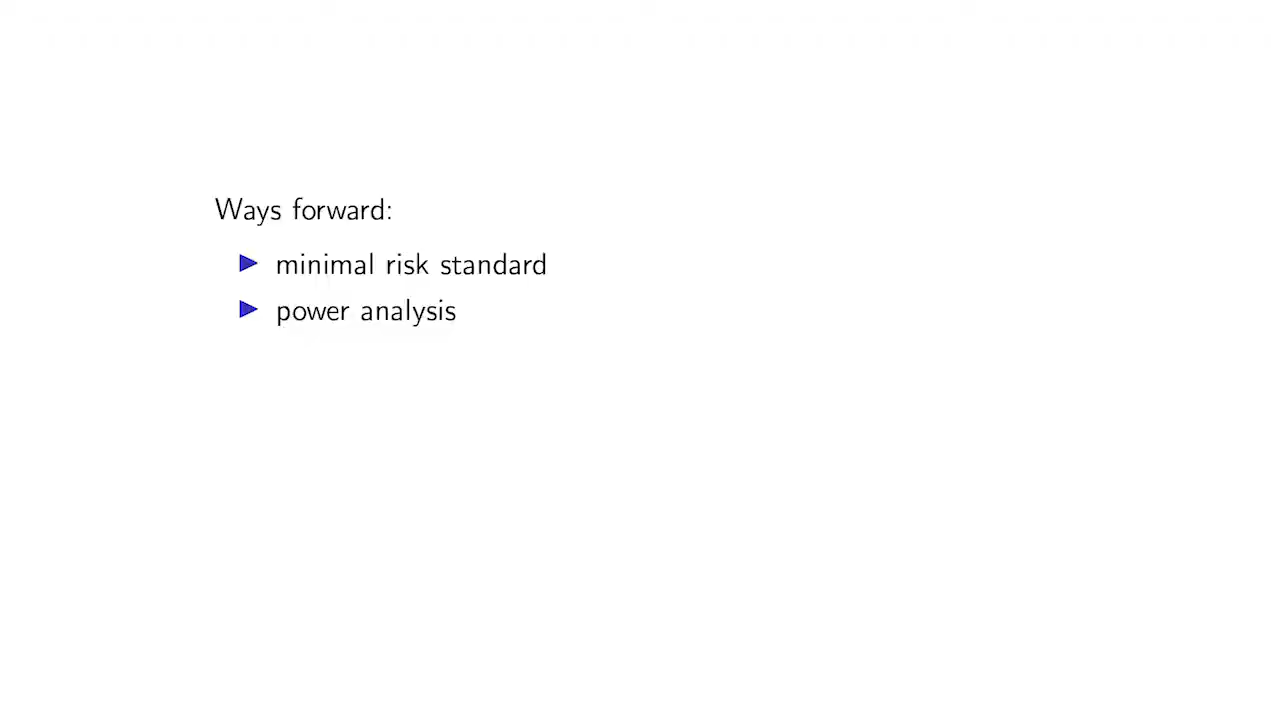 Ways forward:
▶ minimal risk standard
▶ power analysis